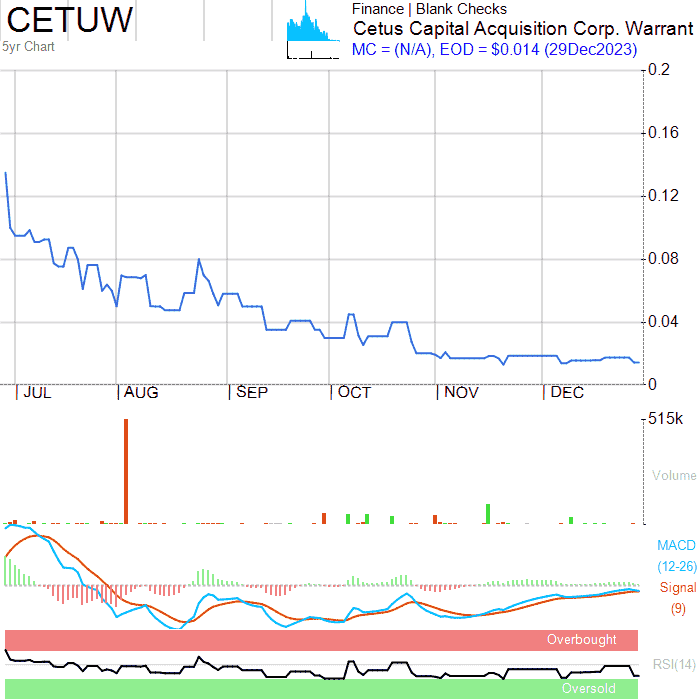 CETUW
5yr Chart
Finance | Blank Checks
Cetus Capital Acquisition Corp. Warrant
MC = (N/A), EOD = $0.014 (29Dec2023)
0.2
0.16
0.12
0.08
0.04
0
JUL AUG SEP OCT NOV DEC
515k
Volume
MACD
(12-26)
Signal
(9)
Overbought
RSI(14)
Oversold